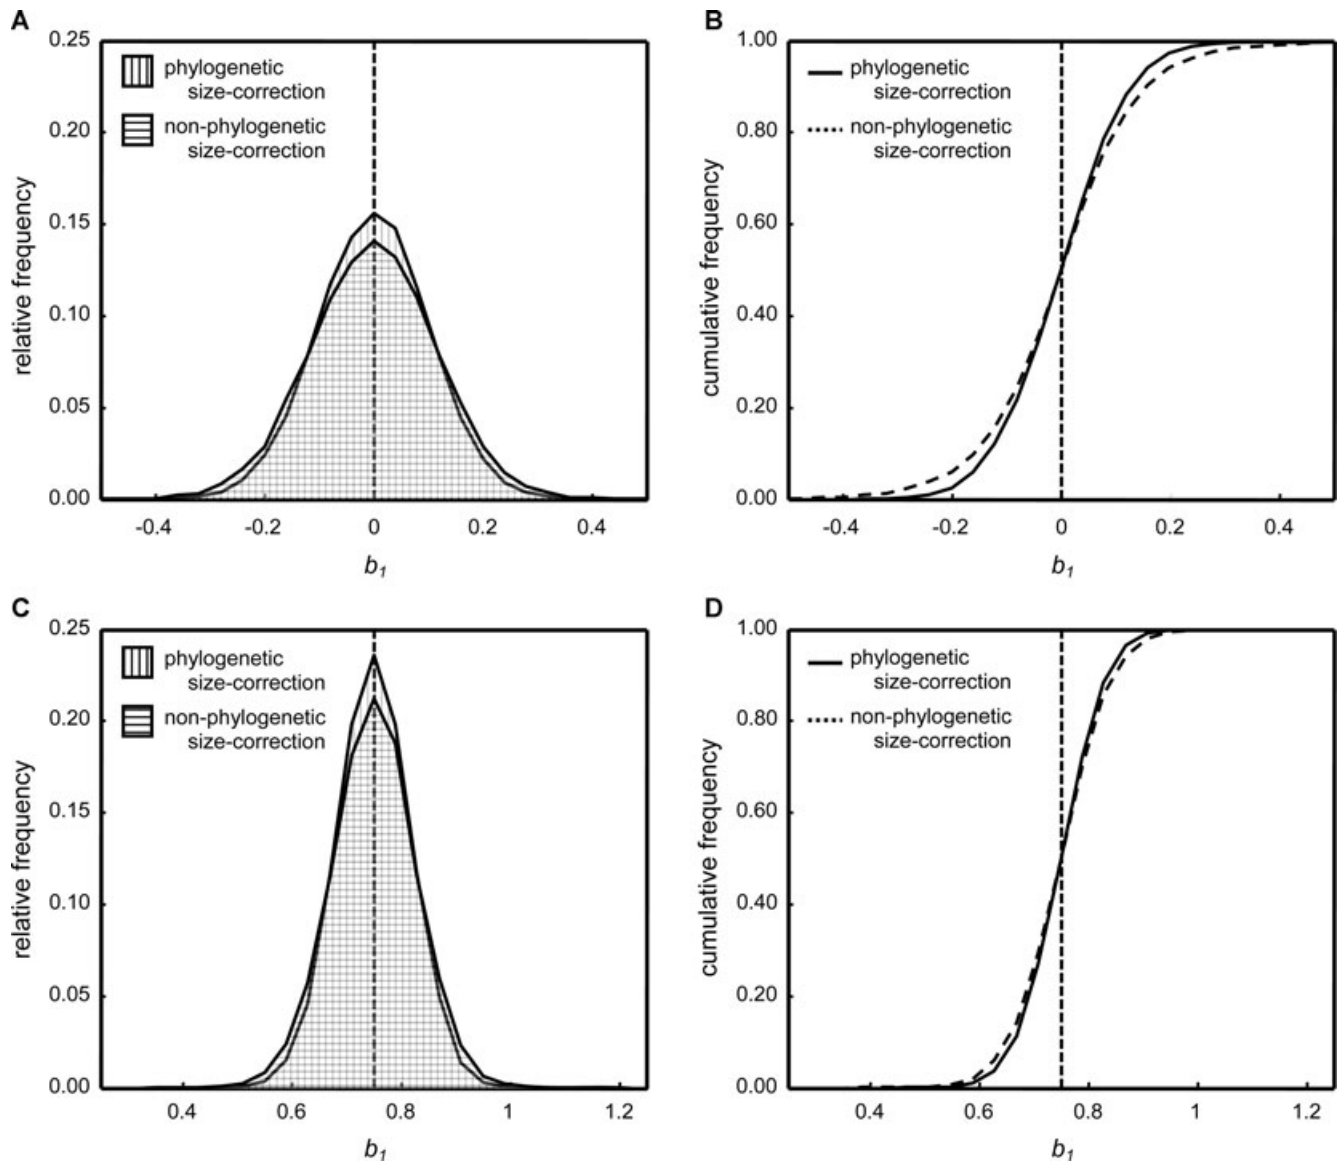 A
0.25
0.20
0.15
0.10
0.05
0.00
relative frequency
phylogenetic
size-correction
non-phylogenetic
size-correction
-0.4
-0.2
0
0.2
0.4
b1
B
1.00
0.80
0.60
0.40
0.20
0.00
cumulative frequency
phylogenetic
size-correction
non-phylogenetic
size-correction
-0.4
-0.2
0
0.2
0.4
b1
C
0.25
0.20
0.15
0.10
0.05
0.00
relative frequency
phylogenetic
size-correction
non-phylogenetic
size-correction
0.4
0.6
0.8
1
1.2
b1
D
1.00
0.80
0.60
0.40
0.20
0.00
cumulative frequency
phylogenetic
size-correction
non-phylogenetic
size-correction
0.4
0.6
0.8
1
1.2
b1